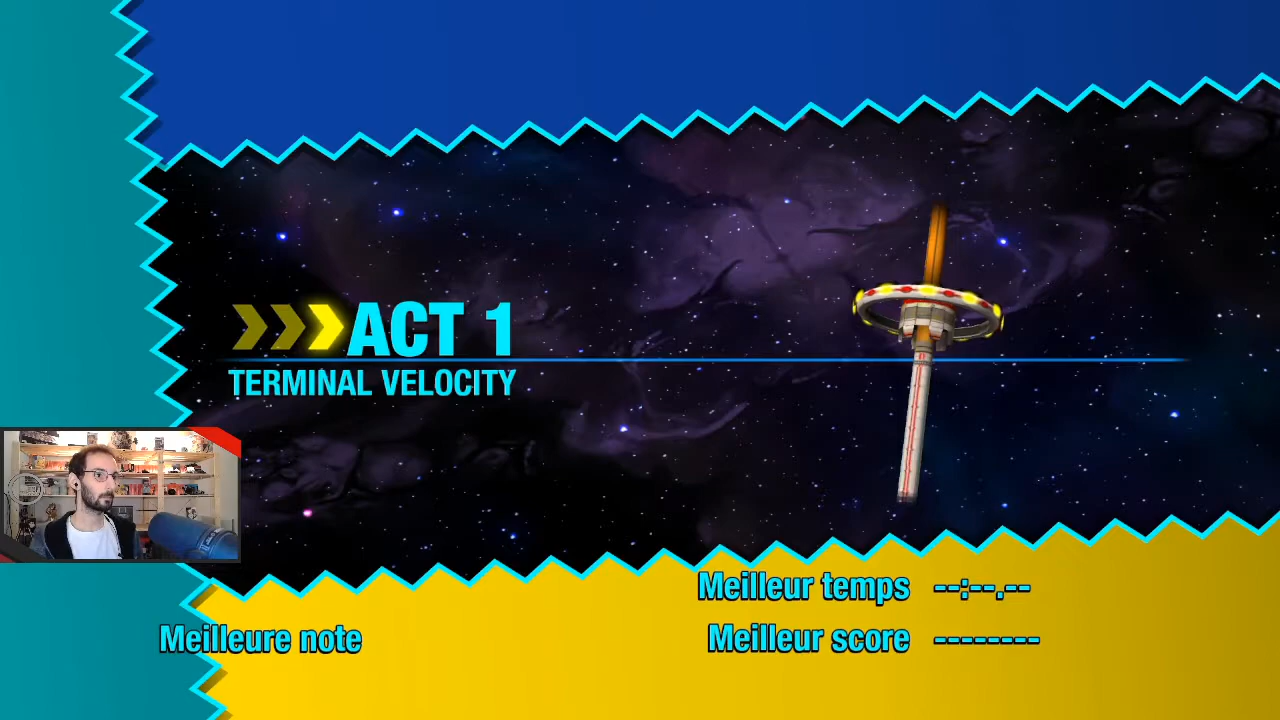 ACT 1
TERMINAL VELOCITY
Meilleur temps --:--.--
Meilleure note
Meilleur score --------